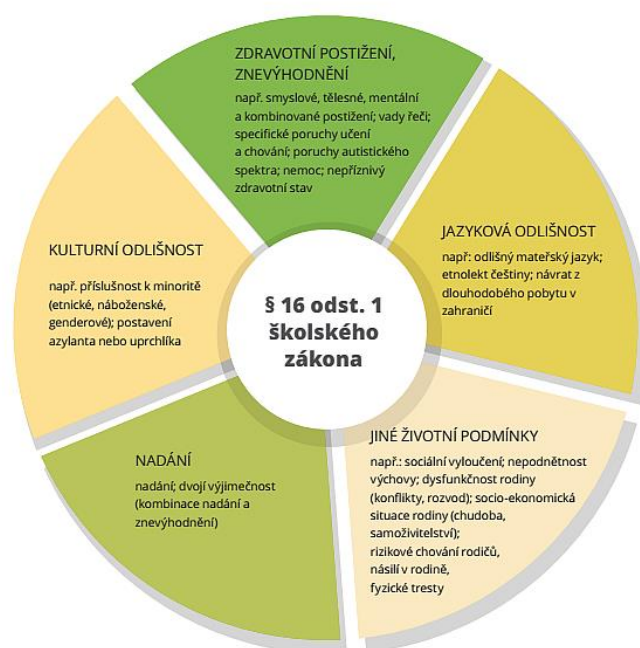 ZDRAVOTNÍ POSTIŽENÍ,
ZNEVÝHODNĚNÍ
např. smyslové, tělesné, mentální
a kombinované postižení; vady řeči;
specifické poruchy učení
a chování; poruchy autistického
spektra; nemoc; nepříznivý
zdravotní stav
JAZYKOVÁ ODLIŠNOST
např: odlišný mateřský jazyk;
etnolekt češtiny; návrat z
dlouhodobého pobytu v
zahraničí
JINÉ ŽIVOTNÍ PODMÍNKY
např.: sociální vyloučení; nepodnětnost
výchovy; dysfunkčnost rodiny
(konflikty, rozvod); socio-ekonomická
situace rodiny (chudoba,
samoživitelství);
rizikové chování rodičů,
násilí v rodině,
fyzické tresty
NADÁNÍ
nadání; dvojí výjimečnost
(kombinace nadání a
znevýhodnění)
KULTURNÍ ODLIŠNOST
např. příslušnost k minoritě
(etnické, náboženské,
genderové); postavení
azylanta nebo uprchlíka
§ 16 odst. 1
školského
zákona